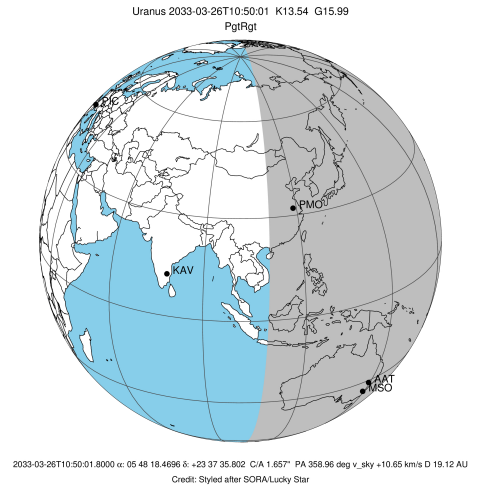 Uranus 2033-03-26T10:50:01 K13.54 G15.99
PgtRgt
PIC
PMO
KAV
AAT
MSO
2033-03-26T10:50:01.8000 α: 05 48 18.4696 δ: +23 37 35.802 C/A 1.657" PA 358.96 deg v_sky +10.65 km/s D 19.12 AU
Credit: Styled after SORA/Lucky Star